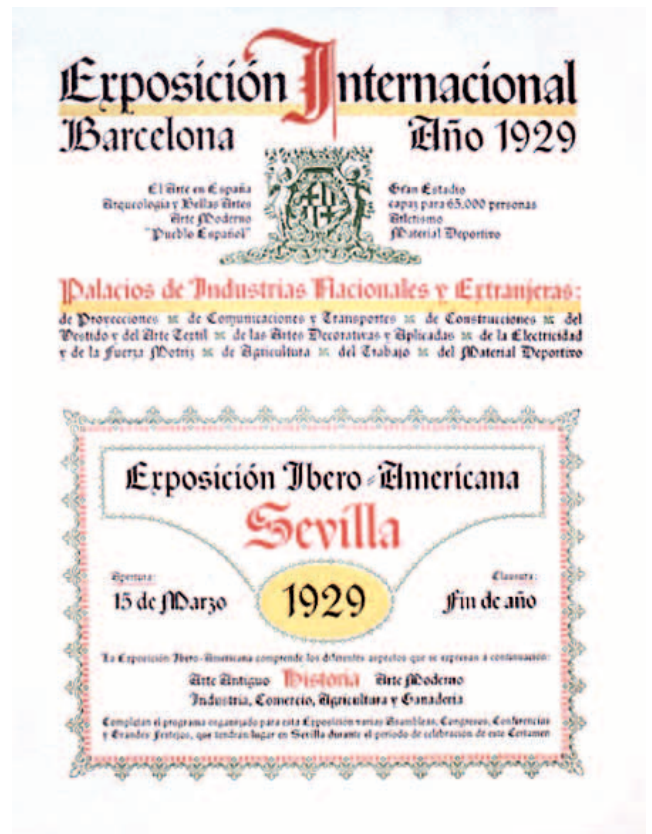 Exposición Internacional
Barcelona Año 1929
El Arte en España
Arqueología y Bellas Artes
Arte Moderno
"Pueblo Español"
Gran Estadio
capaz para 65.000 personas
Atletismo
Material Deportivo
Palacios de Industrias Nacionales y Extranjeras:
de Proyecciones de Comunicaciones y Transportes de Construcciones del
Vestido y del Arte Textil de las Artes Decorativas y Aplicadas de la Electricidad
y de la Fuerza Motriz de Agricultura del Trabajo del Material Deportivo
Exposición Ibero-Americana
Sevilla
Apertura:
15 de Marzo
1929
Clausura:
Fin de año
La Exposición Ibero-Americana comprende los diferentes aspectos que se expresan a continuación:
Arte Antiguo Historia Arte Moderno
Industria, Comercio, Agricultura y Ganadería
Completan el programa organizado para esta Exposición varias Asambleas, Congresos, Conferencias
y Grandes Festejos, que tendrán lugar en Sevilla durante el período de celebración de este Certamen